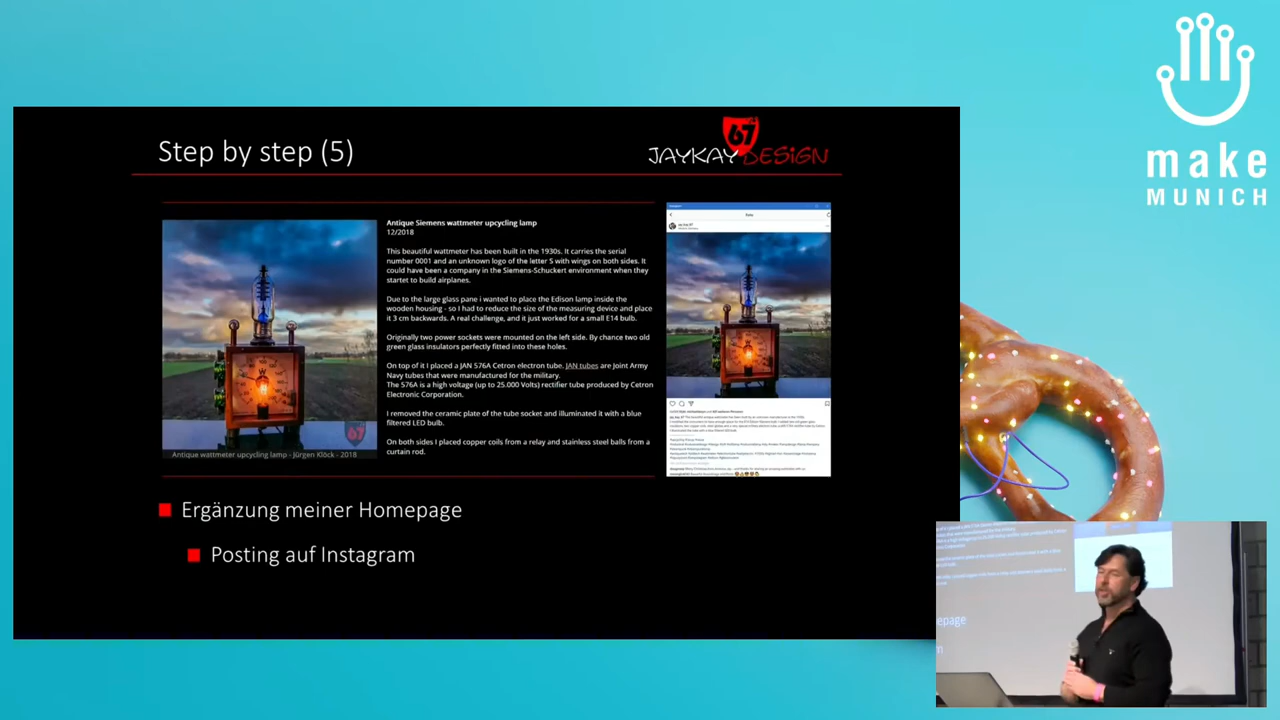 make
MUNICH
Step by step (5)
67
JAYKAY DESIGN
Antique Siemens wattmeter upcycling lamp
12/2018
This beautiful wattmeter has been built in the 1930s. It carries the serial
number 0001 and an unknown logo of the letter S with wings on both sides. It
could have been a company in the Siemens-Schuckert environment when they
startet to build airplanes.
Due to the large glass pane i wanted to place the Edison lamp inside the
wooden housing - so I had to reduce the size of the measuring device and place
it 3 cm backwards. A real challenge, and it just worked for a small E14 bulb.
Originally two power sockets were mounted on the left side. By chance two old
green glass insulators perfectly fitted into these holes.
On top of it I placed a JAN 576A Cetron electron tube. JAN tubes are Joint Army
Navy tubes that were manufactured for the military.
The 576A is a high voltage (up to 25.000 Volts) rectifier tube produced by Cetron
Electronic Corporation.
I removed the ceramic plate of the tube socket and illuminated it with a blue
filtered LED bulb.
On both sides I placed copper coils from a relay and stainless steel balls from a
curtain rod.
Antique wattmeter upcycling lamp - Jürgen Klöck - 2018
Ergänzung meiner Homepage
Posting auf Instagram
epage
m